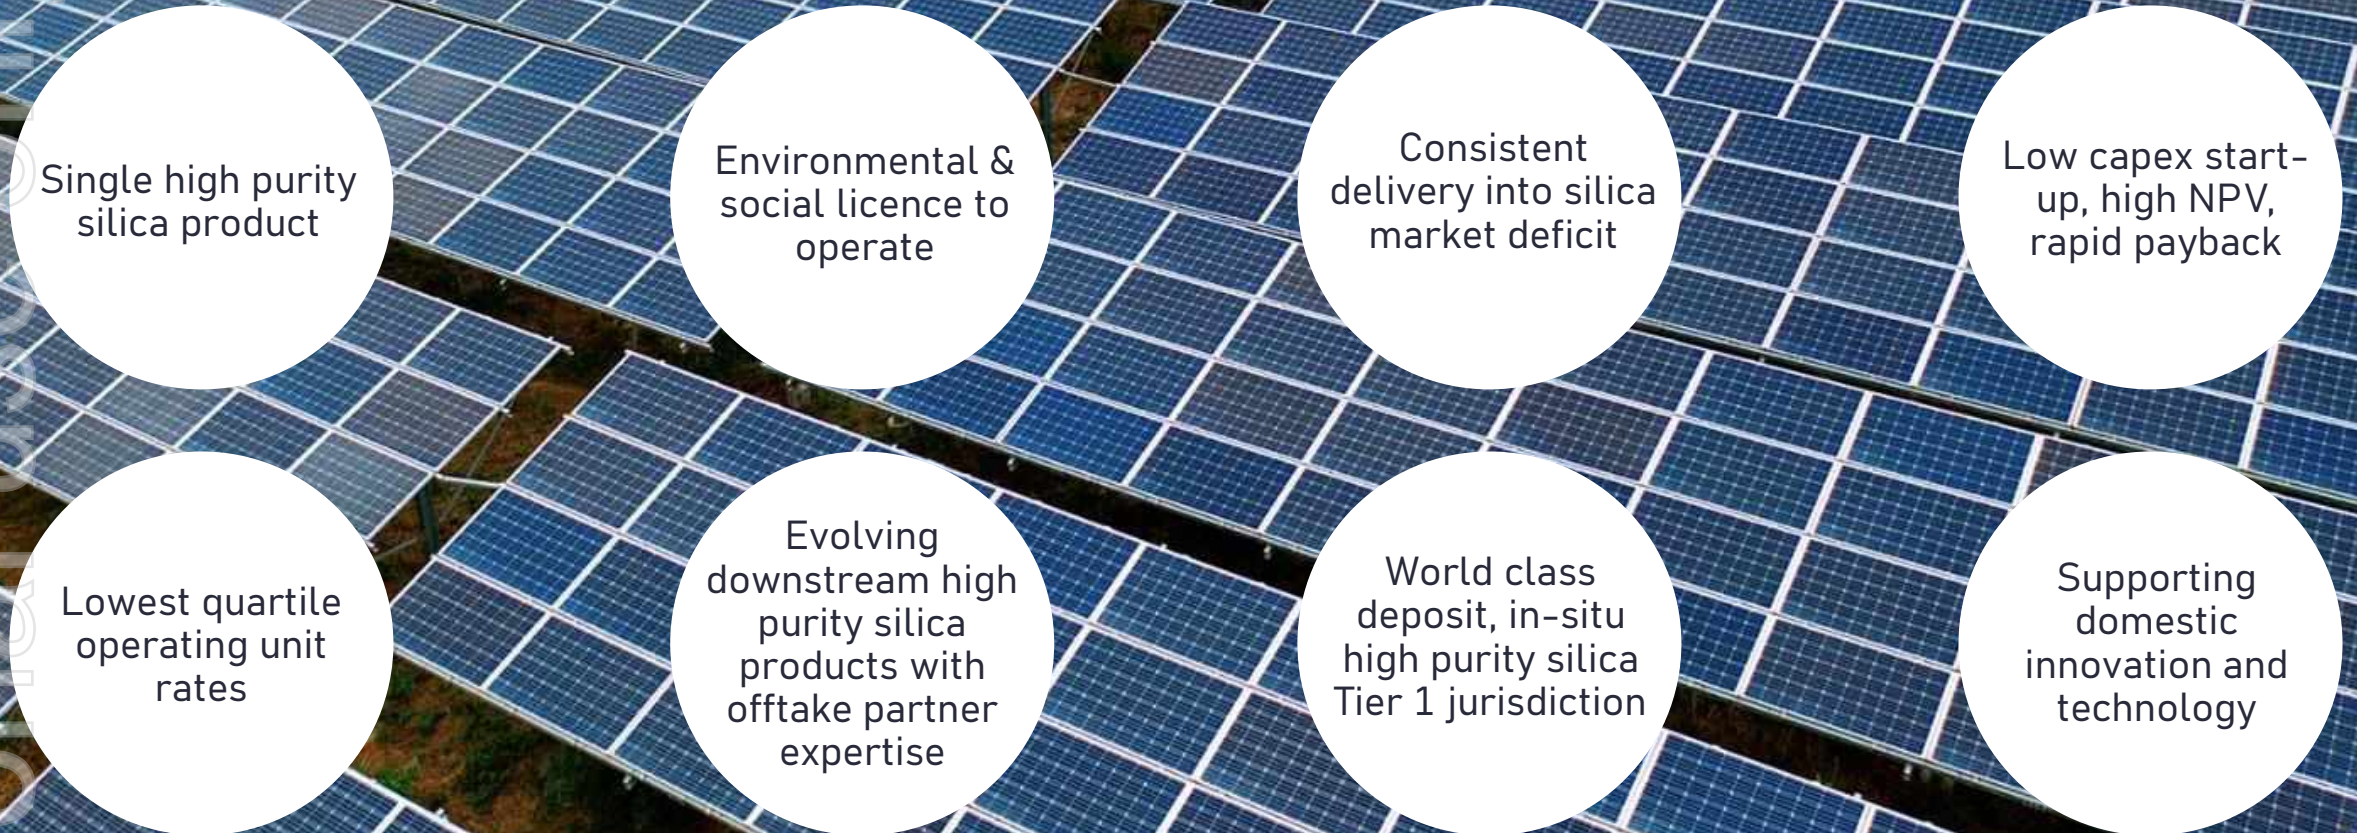 Single high purity
silica product
Environmental &
social licence to
operate
Consistent
delivery into silica
market deficit
Low capex start-
up, high NPV,
rapid payback
Lowest quartile
operating unit
rates
Evolving
downstream high
purity silica
products with
offtake partner
expertise
World class
deposit, in-situ
high purity silica
Tier 1 jurisdiction
Supporting
domestic
innovation and
technology